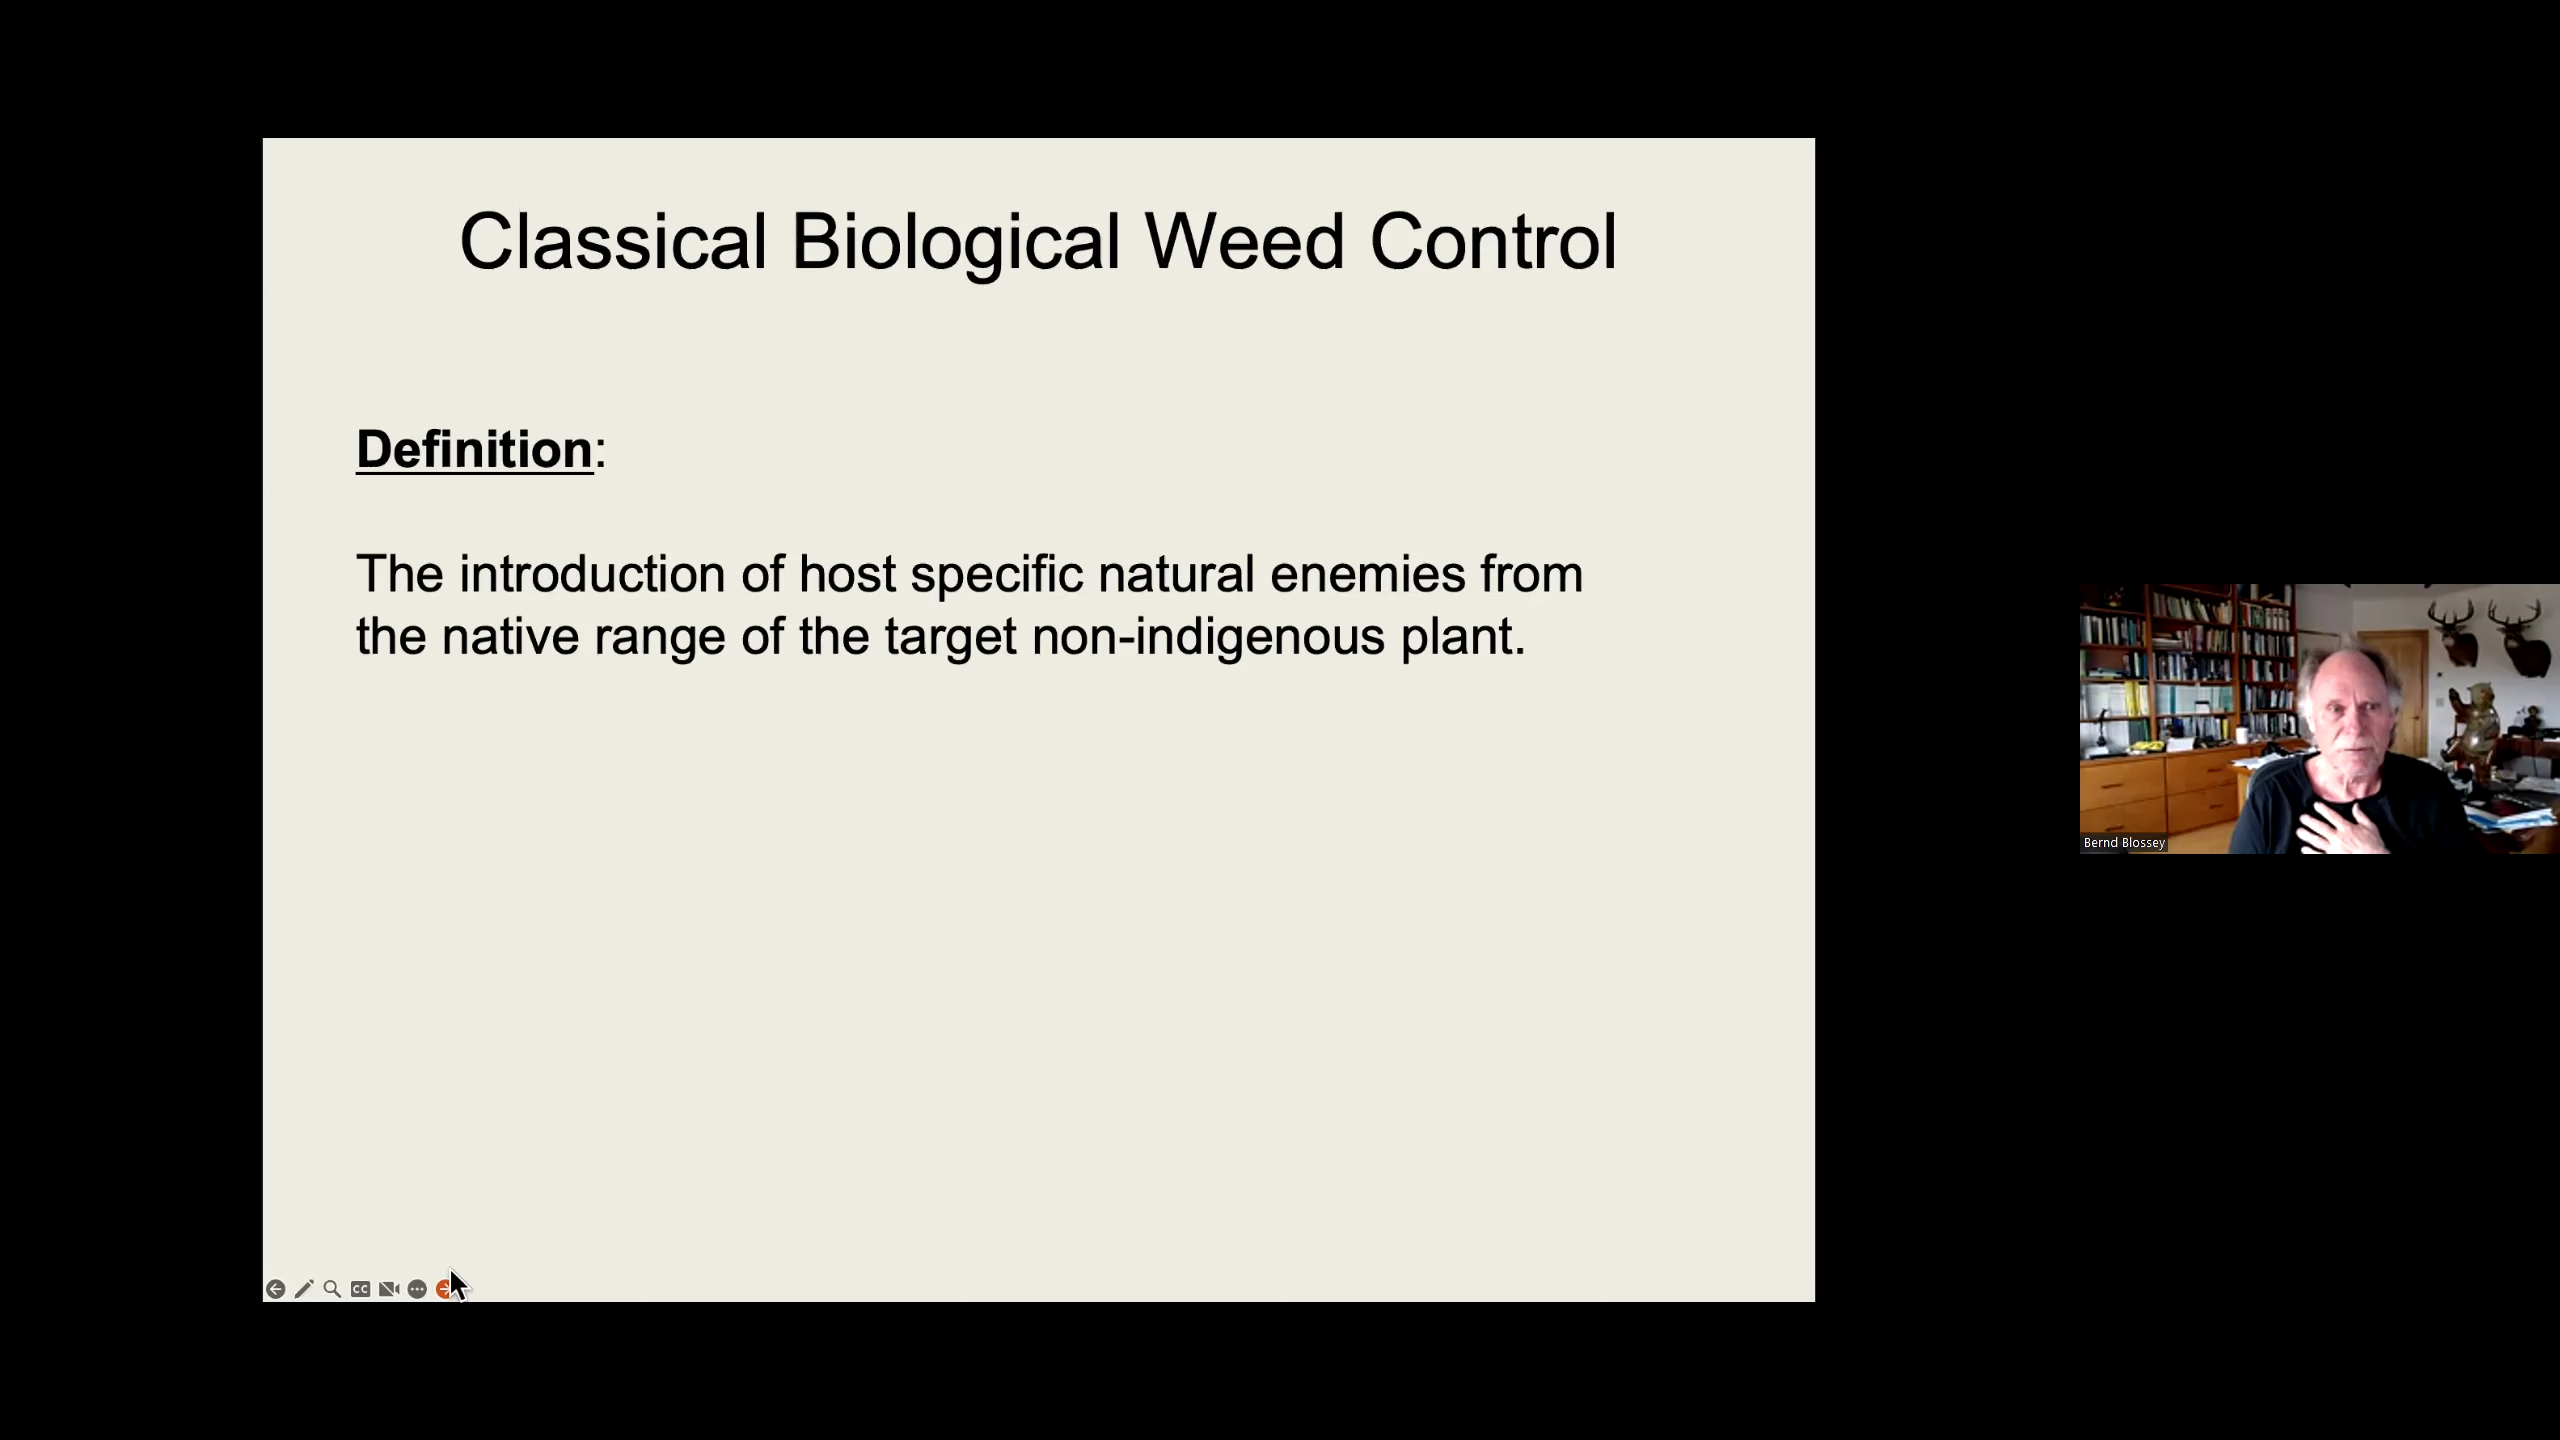 Classical Biological Weed Control
Definition:
The introduction of host specific natural enemies from
the native range of the target non-indigenous plant.
Bernd Blossey
CC